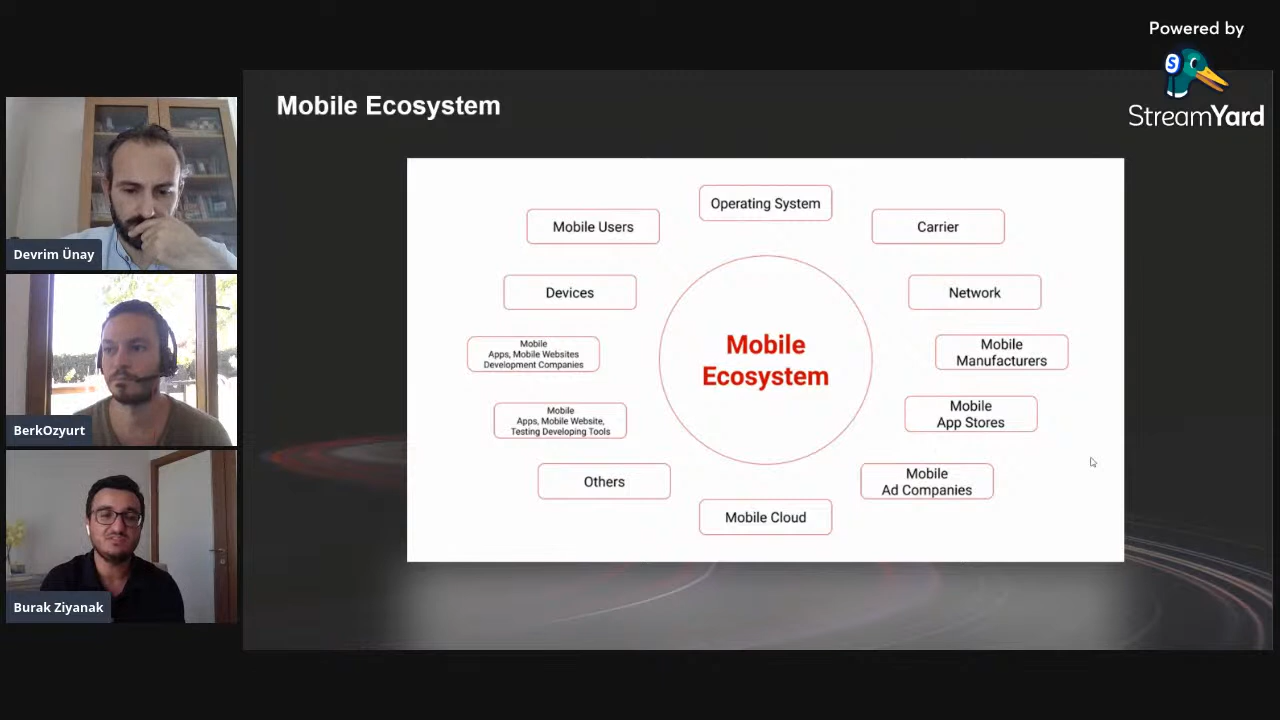 Powered by
StreamYard
Mobile Ecosystem
Devrim Ünay
BerkOzyurt
Burak Ziyanak
Operating System
Mobile Users
Carrier
Devices
Network
Mobile
Apps, Mobile Websites
Development Companies
Mobile
Manufacturers
Mobile
Ecosystem
Mobile
Apps, Mobile Website,
Testing Developing Tools
Mobile
App Stores
Others
Mobile
Ad Companies
Mobile Cloud